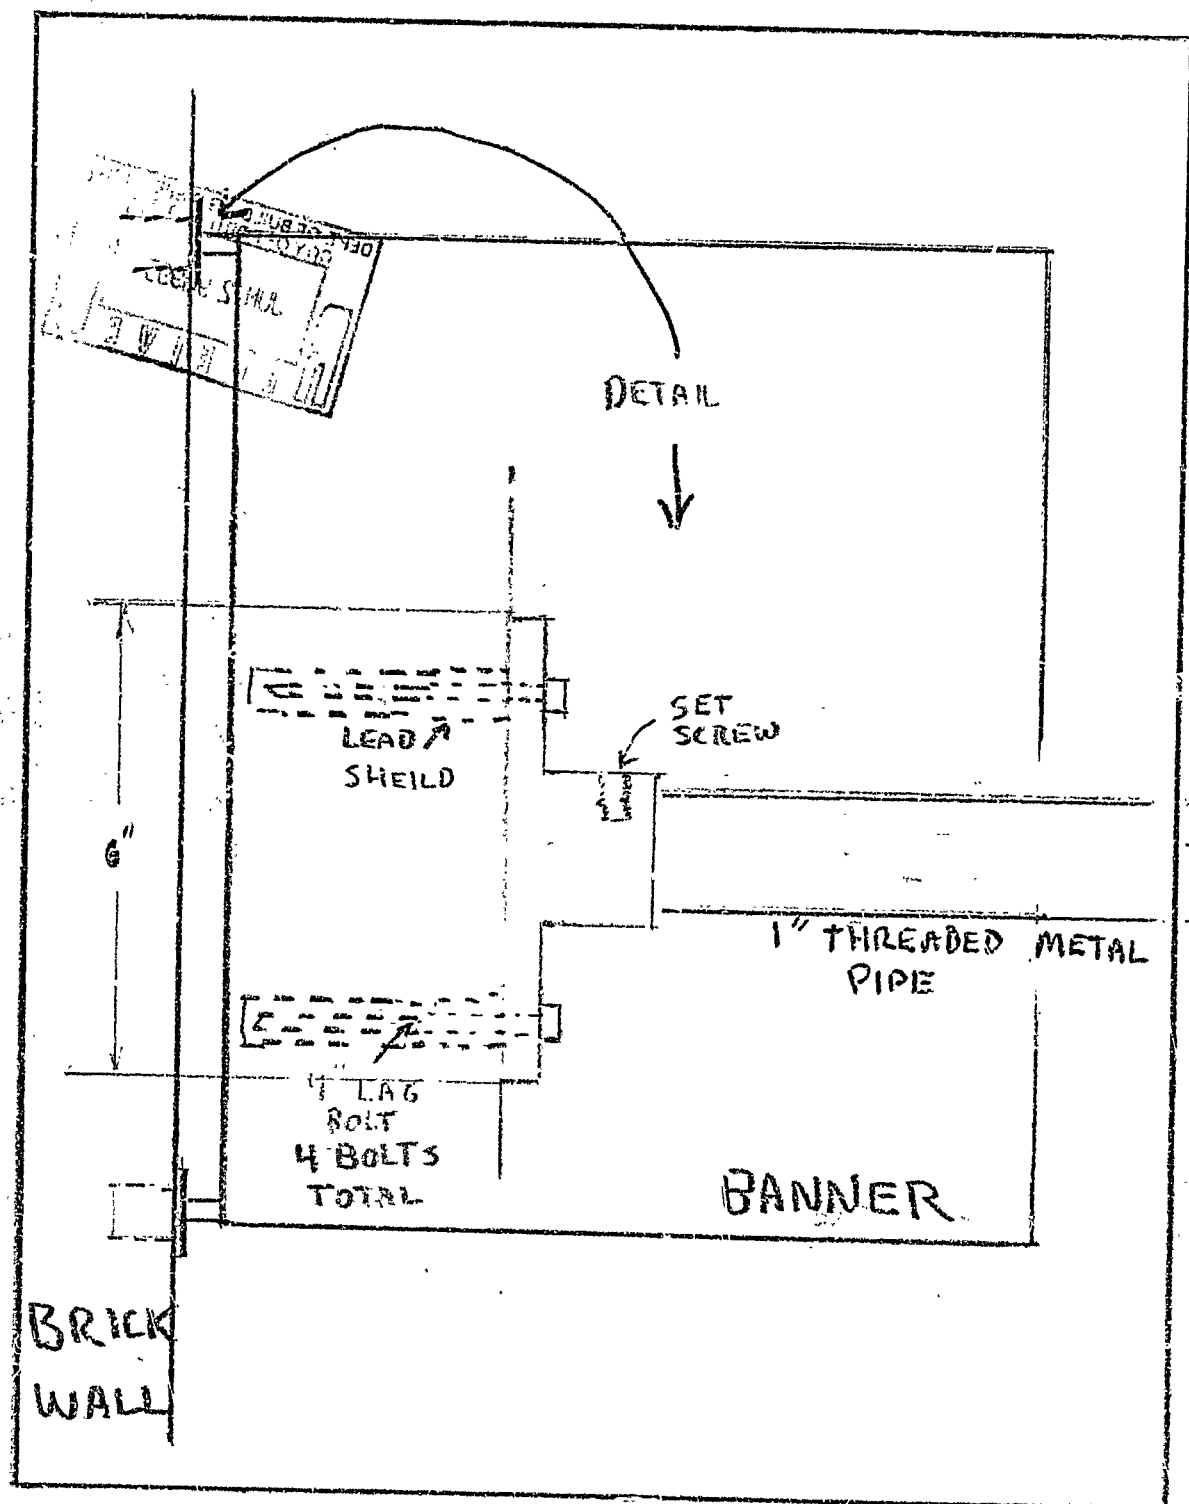 DETAIL
SET
SCREW
LEAD
SHEILD
6"
1" THREADED METAL
PIPE
LAG
BOLT
4 BOLTS
TOTAL
BANNER
BRICK
WALL